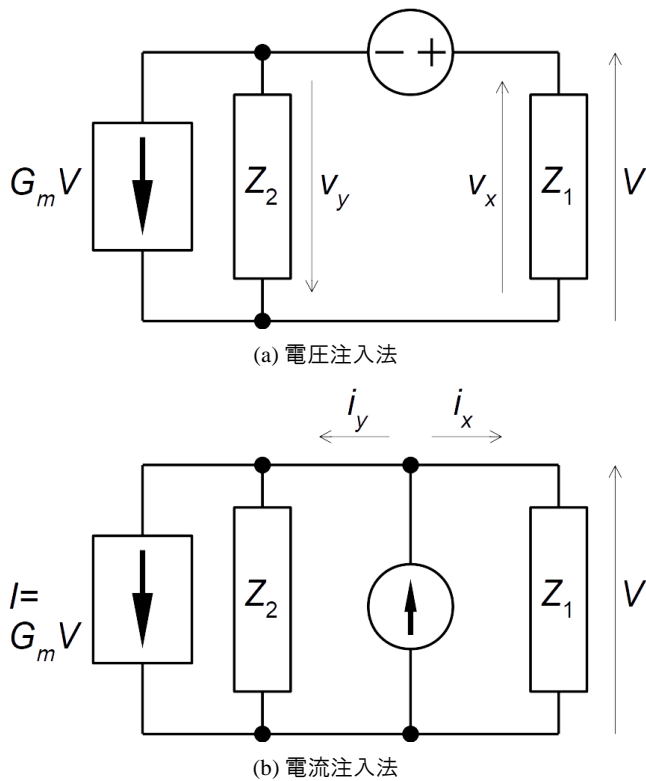 − +
G_mV
Z_2
v_y
v_x
Z_1
V
(a) 電圧注入法
i_y
i_x
I=
G_mV
Z_2
Z_1
V
(b) 電流注入法